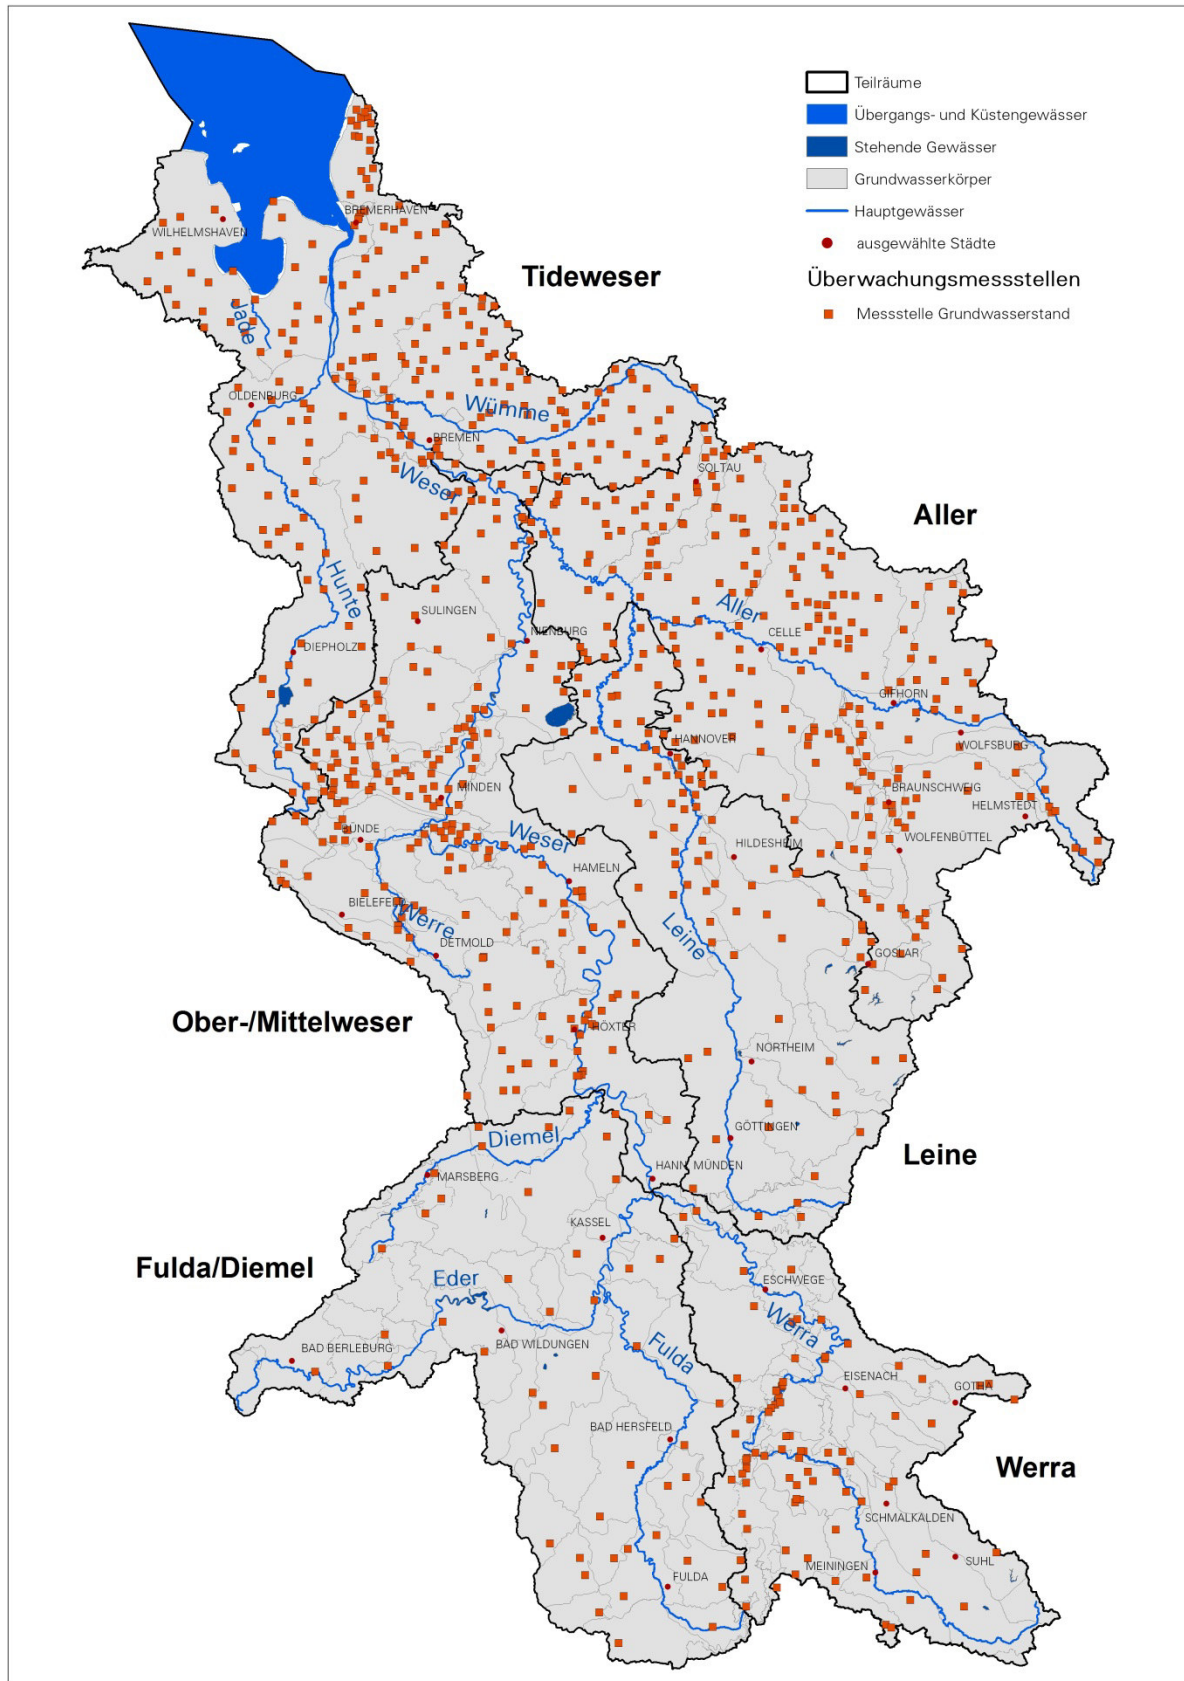 Teilräume
Übergangs- und Küstengewässer
Stehende Gewässer
Grundwasserkörper
Hauptgewässer
ausgewählte Städte
Überwachungsmessstellen
Messstelle Grundwasserstand
BREMERHAVEN
WILHELMSHAVEN
Tideweser
Jade
OLDENBURG
Wümme
BREMEN
Weser
SOLTAU
Aller
Hunte
SULINGEN
Aller
NIENBURG
CELLE
DIEPHOLZ
GIFHORN
HANNOVER
WOLFSBURG
MINDEN
BRAUNSCHWEIG
HELMSTEDT
BÜNDE
Weser
HILDESHEIM
WOLFENBÜTTEL
HAMELN
BIELEFELD
Werre
Leine
DETMOLD
GOSLAR
Ober-/Mittelweser
HÖXTER
NORTHEIM
Diemel
GÖTTINGEN
Leine
MARSBERG
HANN. MÜNDEN
KASSEL
Fulda/Diemel
Eder
ESCHWEGE
Werra
BAD BERLEBURG
BAD WILDUNGEN
Fulda
EISENACH
GOTHA
BAD HERSFELD
Werra
SCHMALKALDEN
FULDA
MEININGEN
SUHL